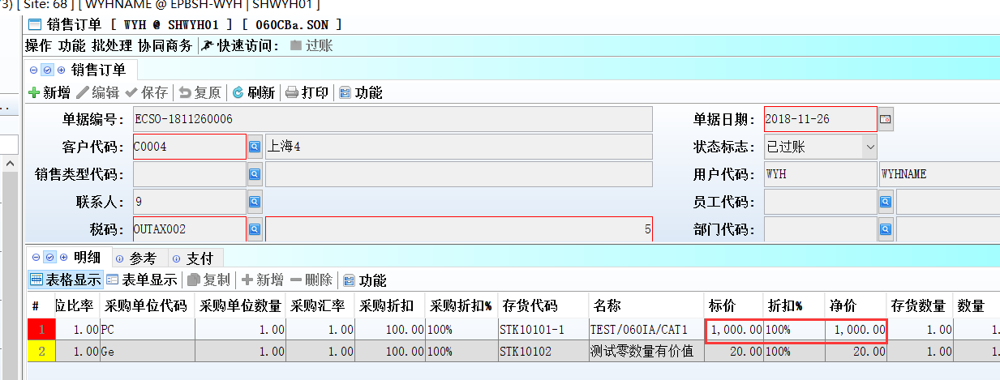 /3) [ Site: 68 ] [ WYHNAME @ EPBSH-WYH | SHWYH01 ]
销售订单 [ WYH @ SHWYH01 ] [ 060CBa.SON ]
操作 功能 批处理 协同商务 快速访问: 过账
销售订单
新增 编辑 保存 复原 刷新 打印 功能
单据编号: ECSO-1811260006 单据日期: 2018-11-26
客户代码: C0004 上海4 状态标志: 已过账
销售类型代码: 用户代码: WYH WYHNAME
联系人: 9 员工代码:
税码: OUTAX002 5 部门代码:
明细 参考 支付
表格显示 表单显示 复制 新增 删除 功能
# 位比率 采购单位代码 采购单位数量 采购汇率 采购折扣 采购折扣% 存货代码 名称 标价 折扣% 净价 存货数量 数量
1 1.00 PC 1.00 1.00 100.00 100% STK10101-1 TEST/060IA/CAT1 1,000.00 100% 1,000.00 1.00 1.
2 1.00 Ge 1.00 1.00 100.00 100% STK10102 测试零数量有价值 20.00 100% 20.00 1.00 1.